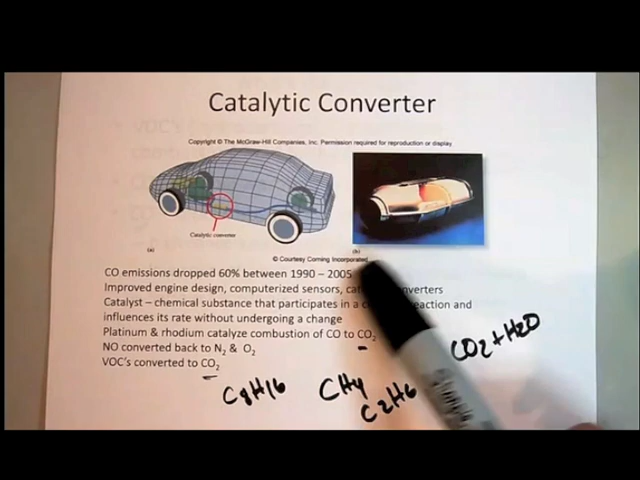 Catalytic Converter
Copyright © The McGraw-Hill Companies, Inc. Permission required for reproduction or display
Catalytic converter
(a)
(b)
© Courtesy Corning Incorporated
CO emissions dropped 60% between 1990 – 2005
Improved engine design, computerized sensors, cat nverters
Catalyst – chemical substance that participates in a c eaction and
influences its rate without undergoing a change
Platinum & rhodium catalyze combustion of CO to CO2
NO converted back to N2 & O2
VOC's converted to CO2
CO2 + H2O
C8H16
CH4
C2H6